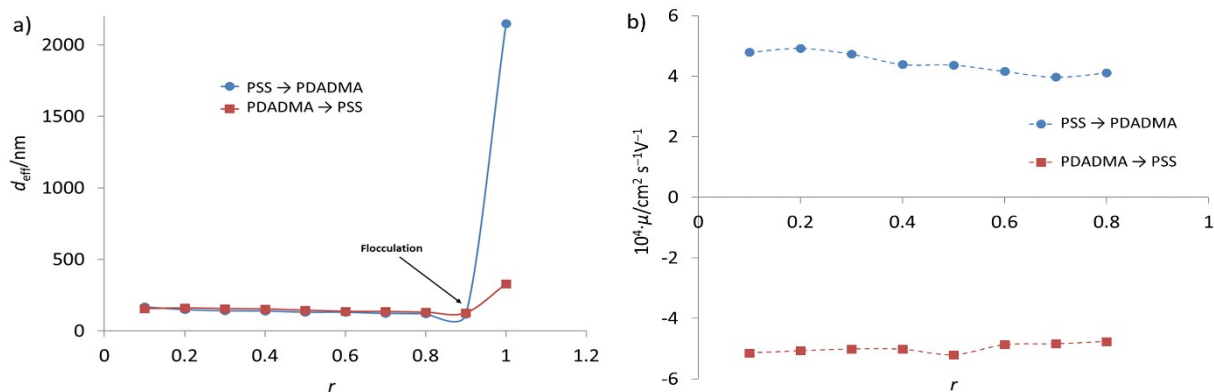 a)
2000
1500
1000
500
0
d_eff/nm
PSS → PDADMA
PDADMA → PSS
Flocculation
0 0.2 0.4 0.6 0.8 1 1.2
r
b)
6
4
2
0
-2
-4
-6
10⁴·μ/cm² s⁻¹V⁻¹
PSS → PDADMA
PDADMA → PSS
0 0.2 0.4 0.6 0.8 1
r